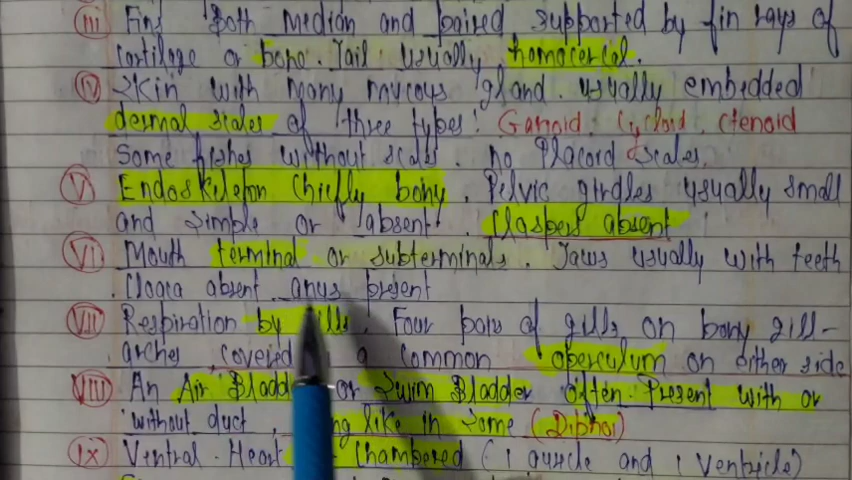 iii Fins both median and paired supported by fin rays of
cartilage or bone. Tail usually homocercal.
iv Skin with many mucous gland. usually embedded
dermal scales of three types: Ganoid, Cycloid, Ctenoid
Some fishes without scales. no Placoid scales.
v Endoskeleton Chiefly bony. Pelvic girdles usually small
and simple or absent. Claspers absent
vi Mouth terminal or subterminals. Jaws usually with teeth
Cloaca absent anus present
vii Respiration by gills. Four pairs of gills on bony gill-
arches covered a common operculum on either side
viii An Air Bladder or Swim Bladder often Present with or
without duct, like in some (Dipnoi)
ix Ventral-Heart chambered (1 auricle and 1 Ventricle)